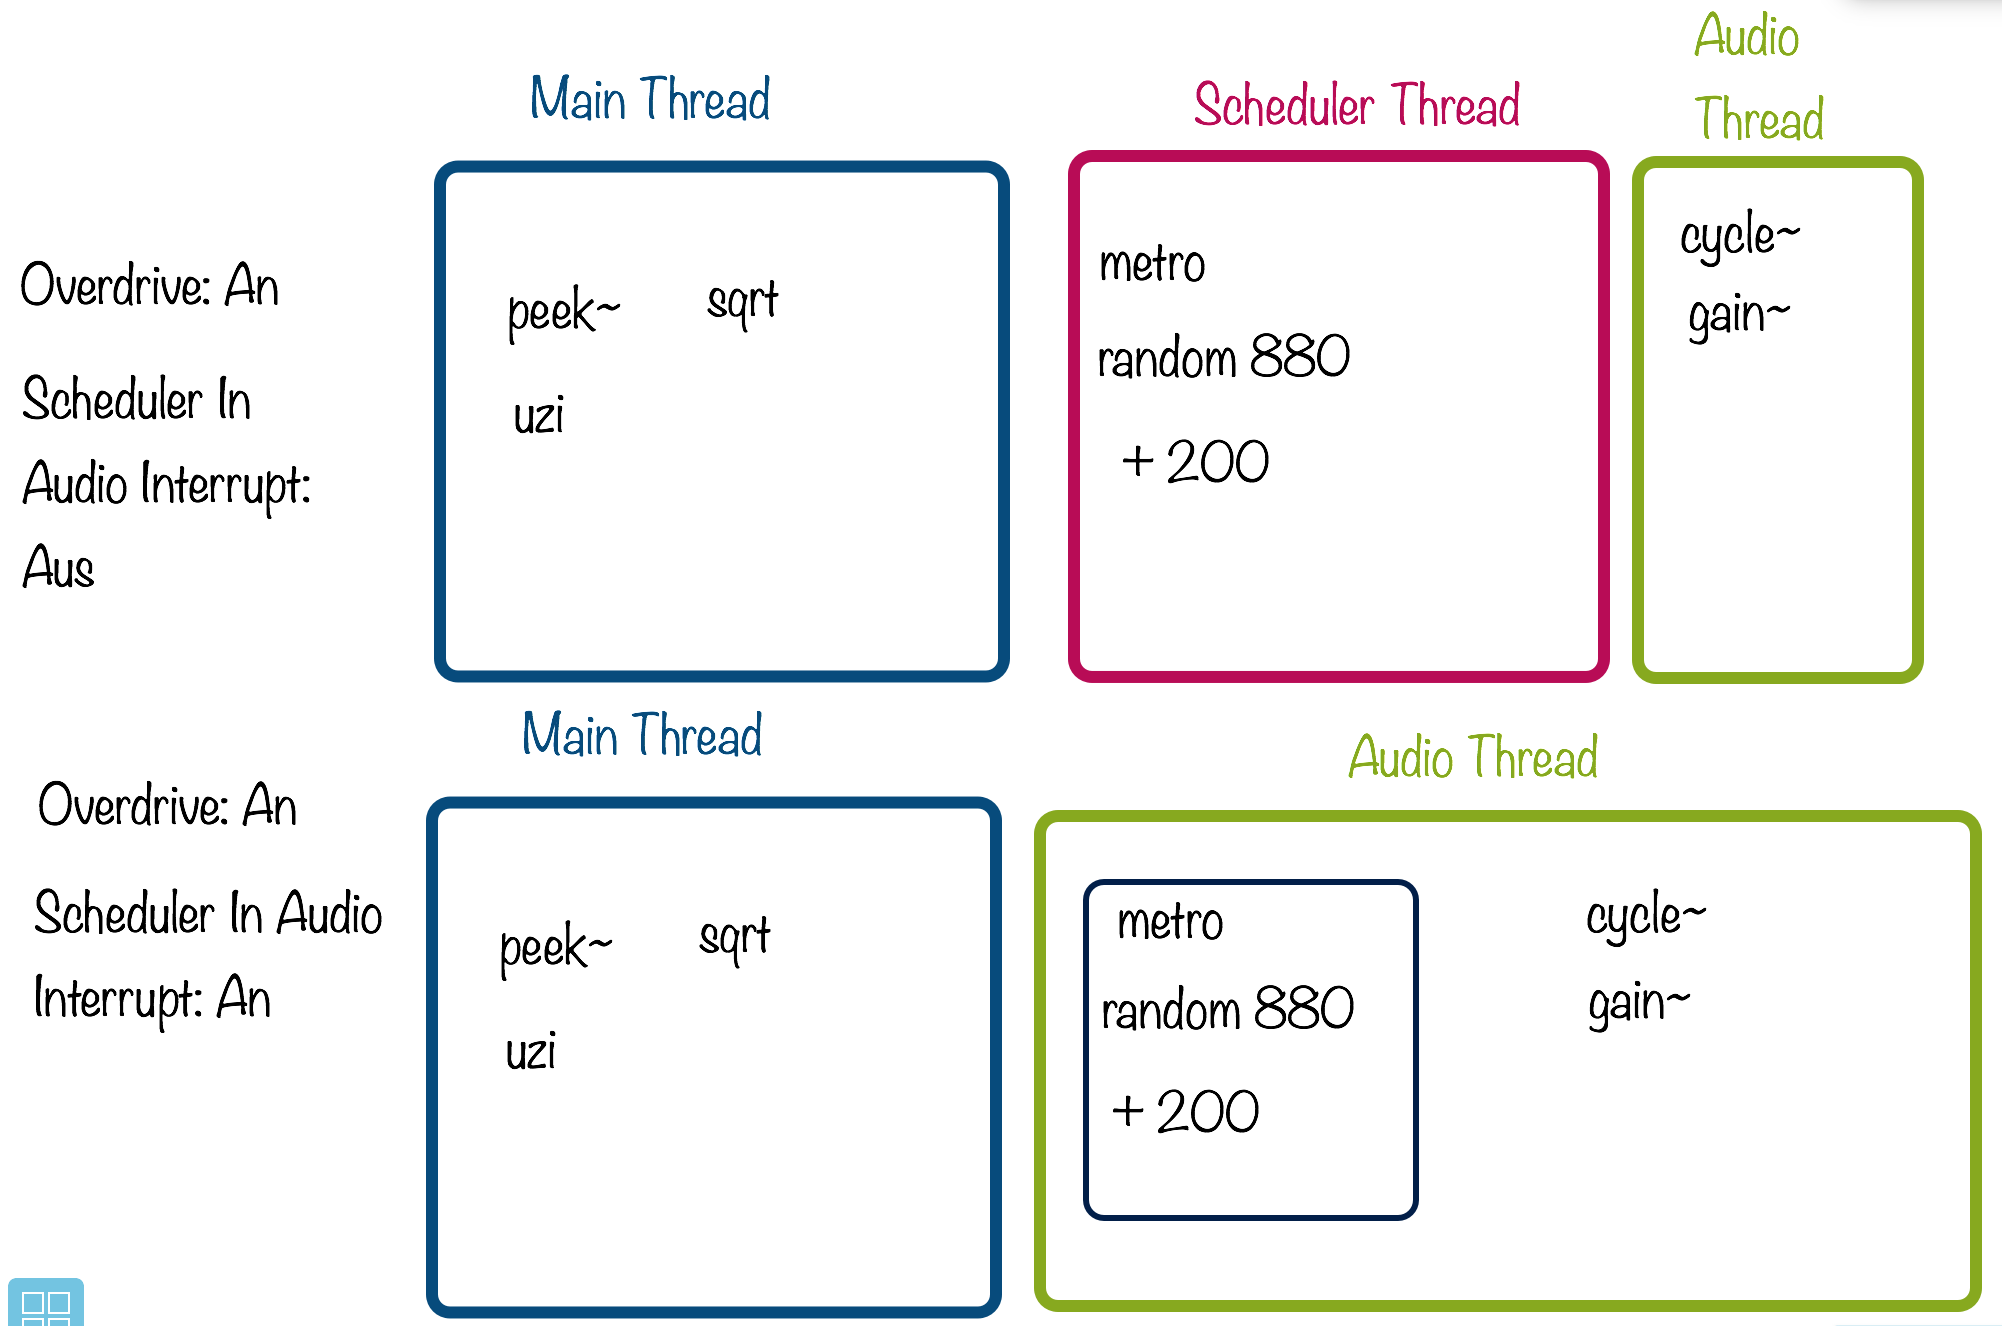 Main Thread
Scheduler Thread
Audio
Thread
Overdrive: An
Scheduler In
Audio Interrupt:
Aus
peek~
sqrt
uzi
metro
random 880
+ 200
cycle~
gain~
Main Thread
Audio Thread
Overdrive: An
Scheduler In Audio
Interrupt: An
peek~
sqrt
uzi
metro
random 880
+ 200
cycle~
gain~